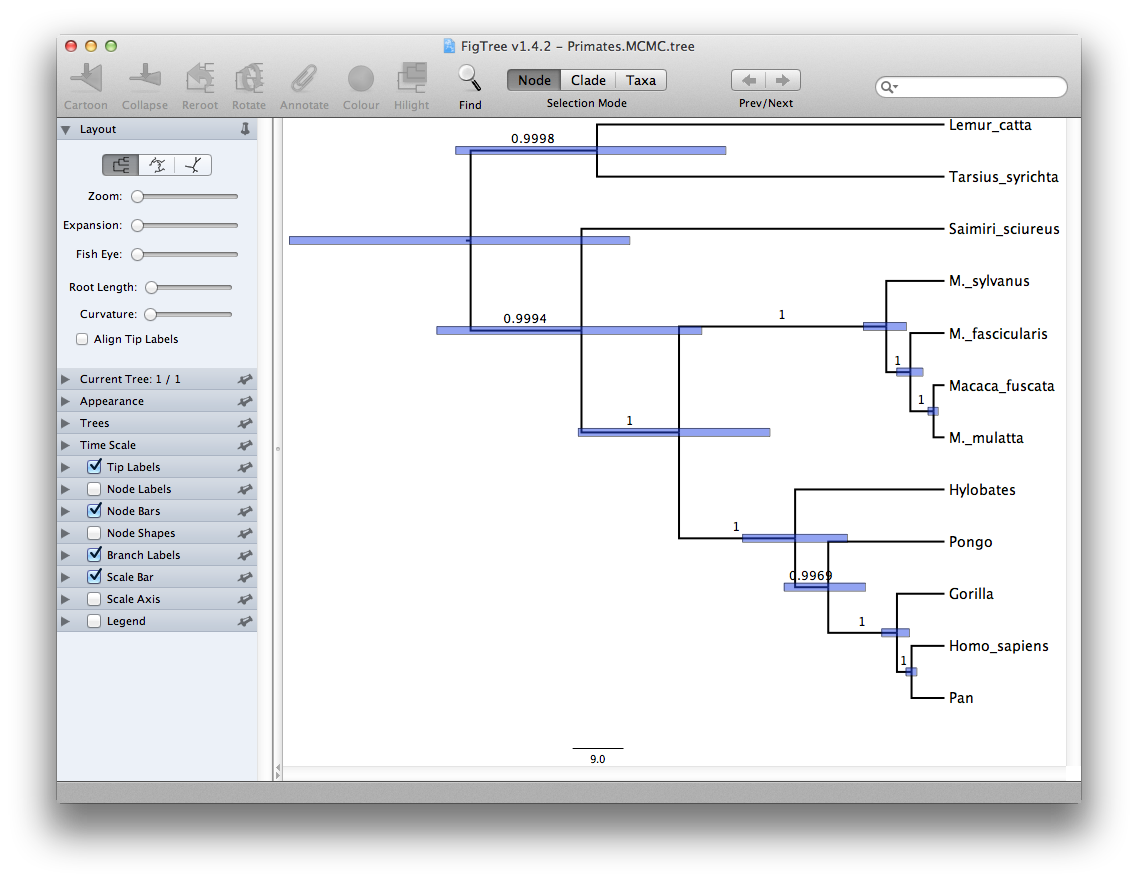 FigTree v1.4.2 – Primates.MCMC.tree
Cartoon Collapse Reroot Rotate Annotate Colour Hilight Find
Node Clade Taxa
Selection Mode
Prev/Next
Layout
Zoom:
Expansion:
Fish Eye:
Root Length:
Curvature:
Align Tip Labels
Current Tree: 1 / 1
Appearance
Trees
Time Scale
Tip Labels
Node Labels
Node Bars
Node Shapes
Branch Labels
Scale Bar
Scale Axis
Legend
Lemur_catta
0.9998
Tarsius_syrichta
Saimiri_sciureus
M._sylvanus
1
0.9994
M._fascicularis
1
Macaca_fuscata
1
1
M._mulatta
Hylobates
1
Pongo
0.9969
Gorilla
1
Homo_sapiens
1
Pan
9.0